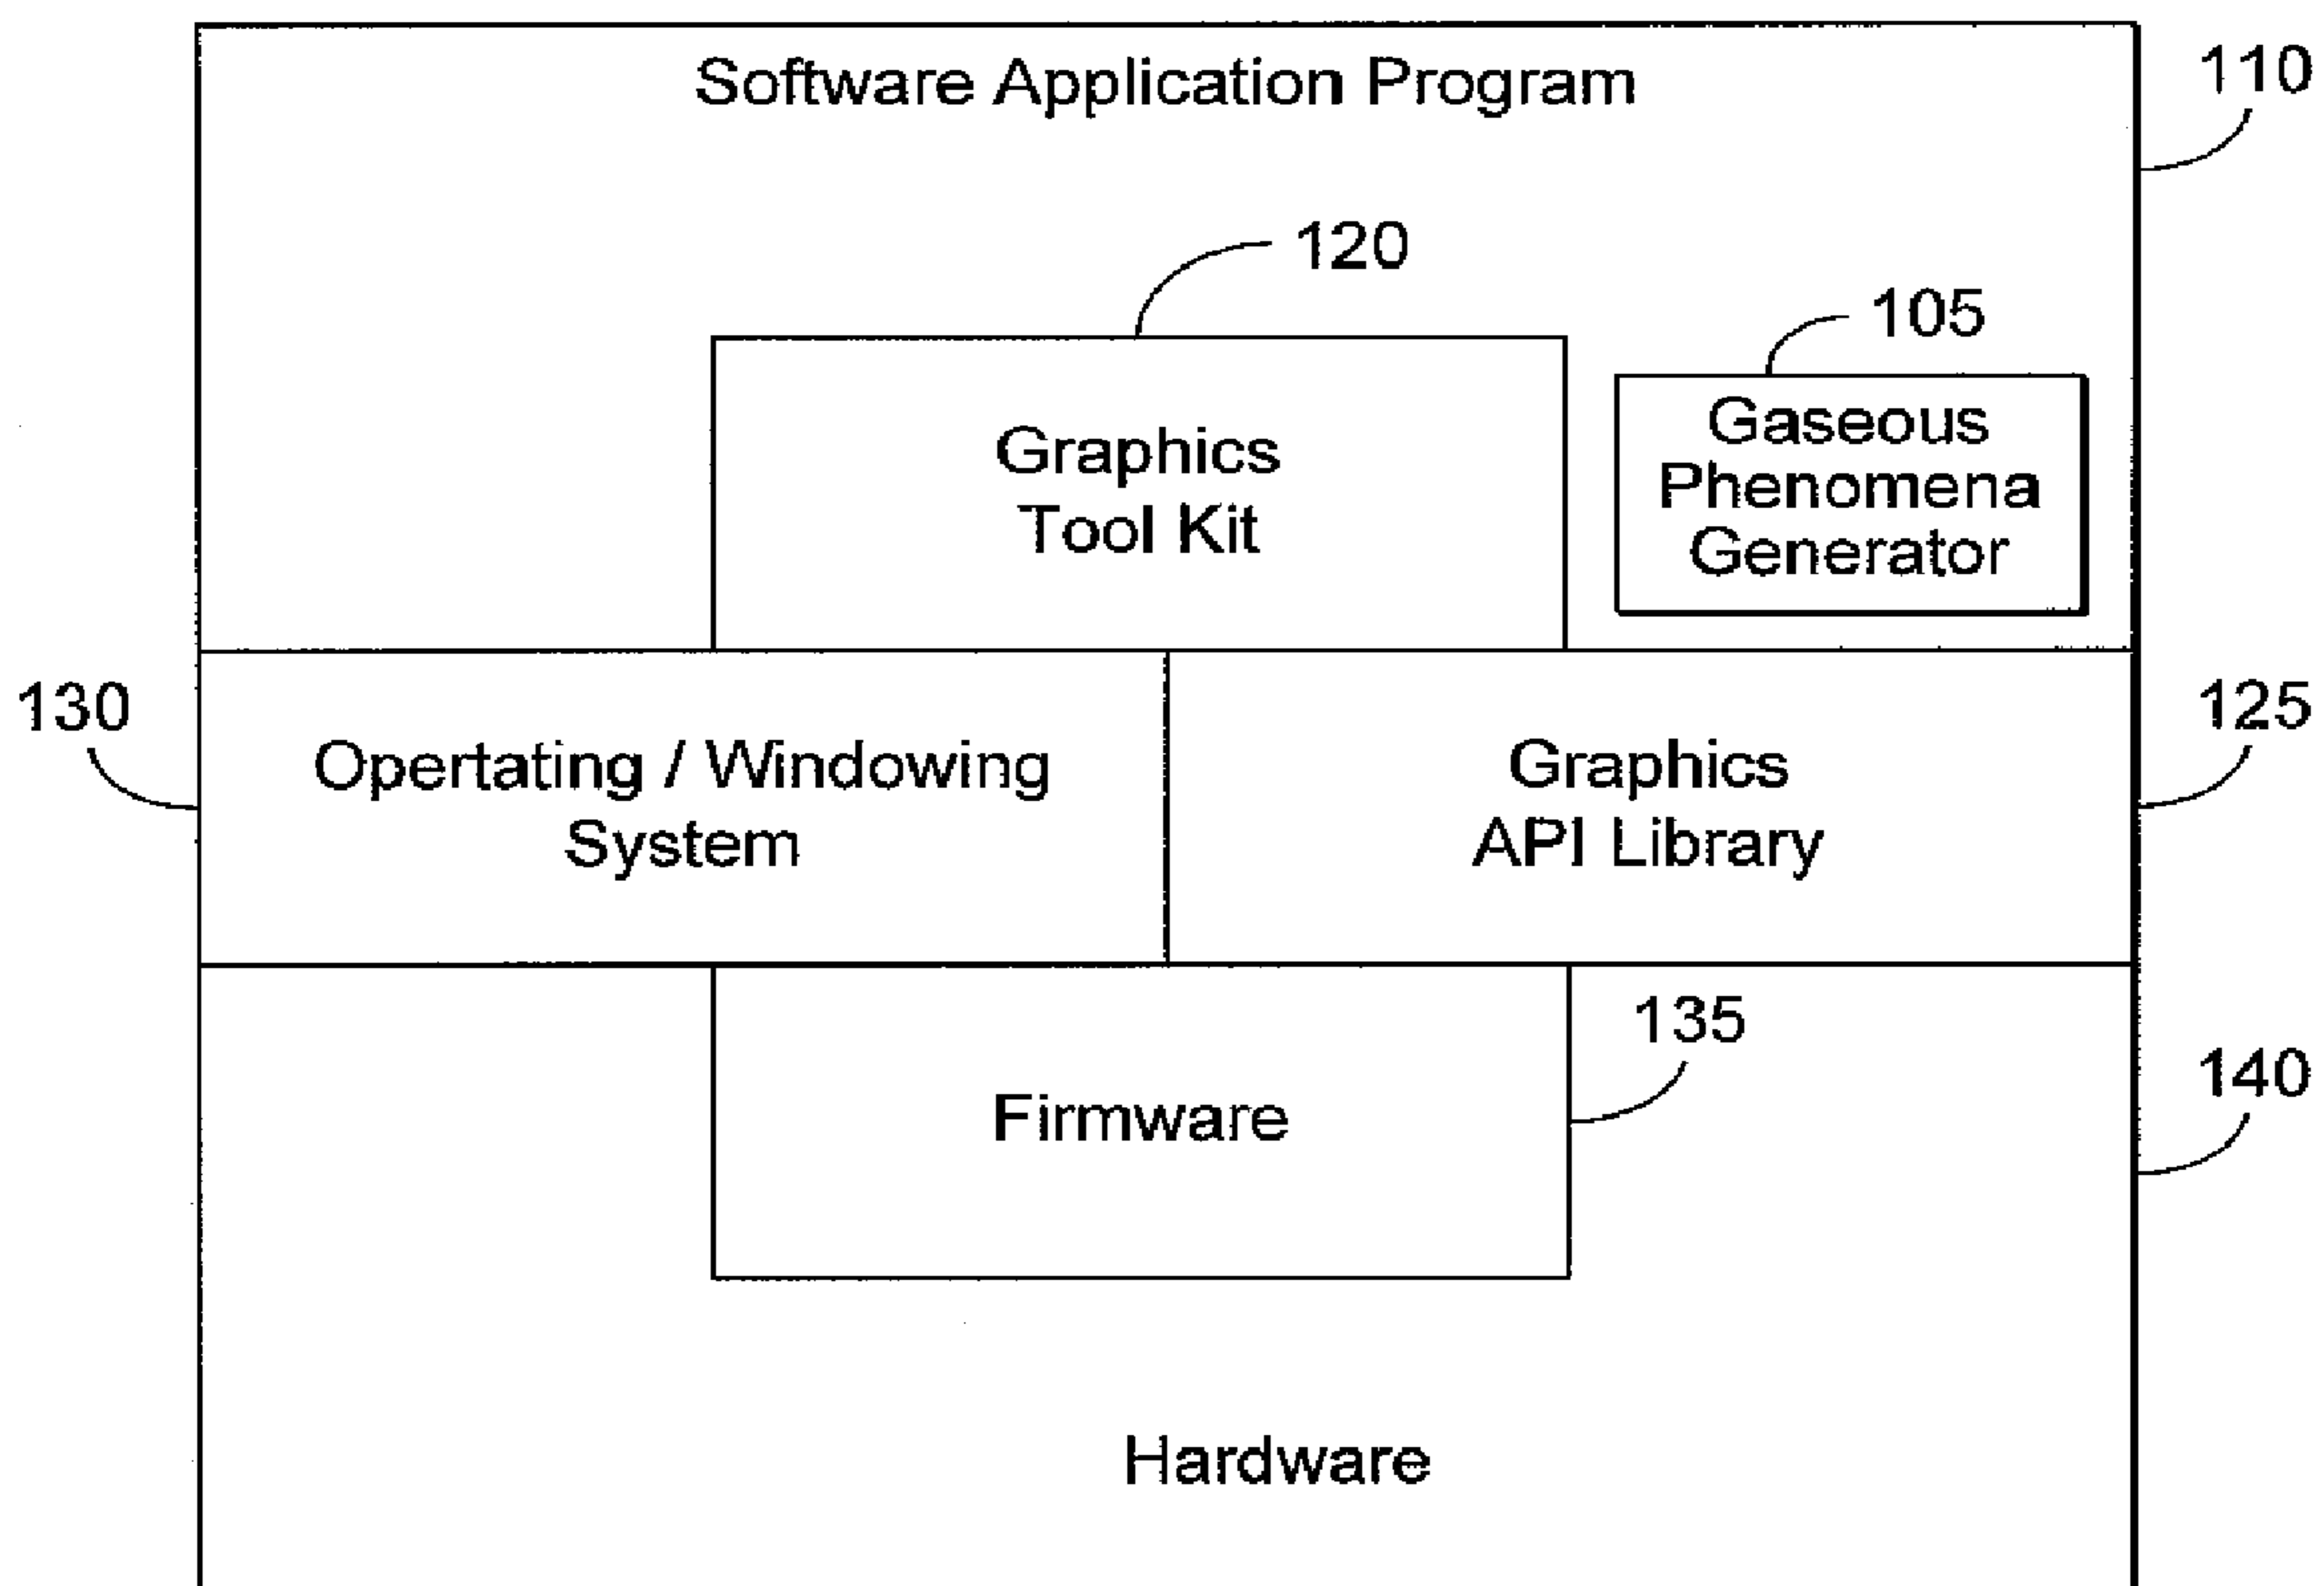 Software Application Program
110
120
105
Graphics
Tool Kit
Gaseous
Phenomena
Generator
130
125
Opertating / Windowing
System
Graphics
API Library
135
140
Firmware
Hardware